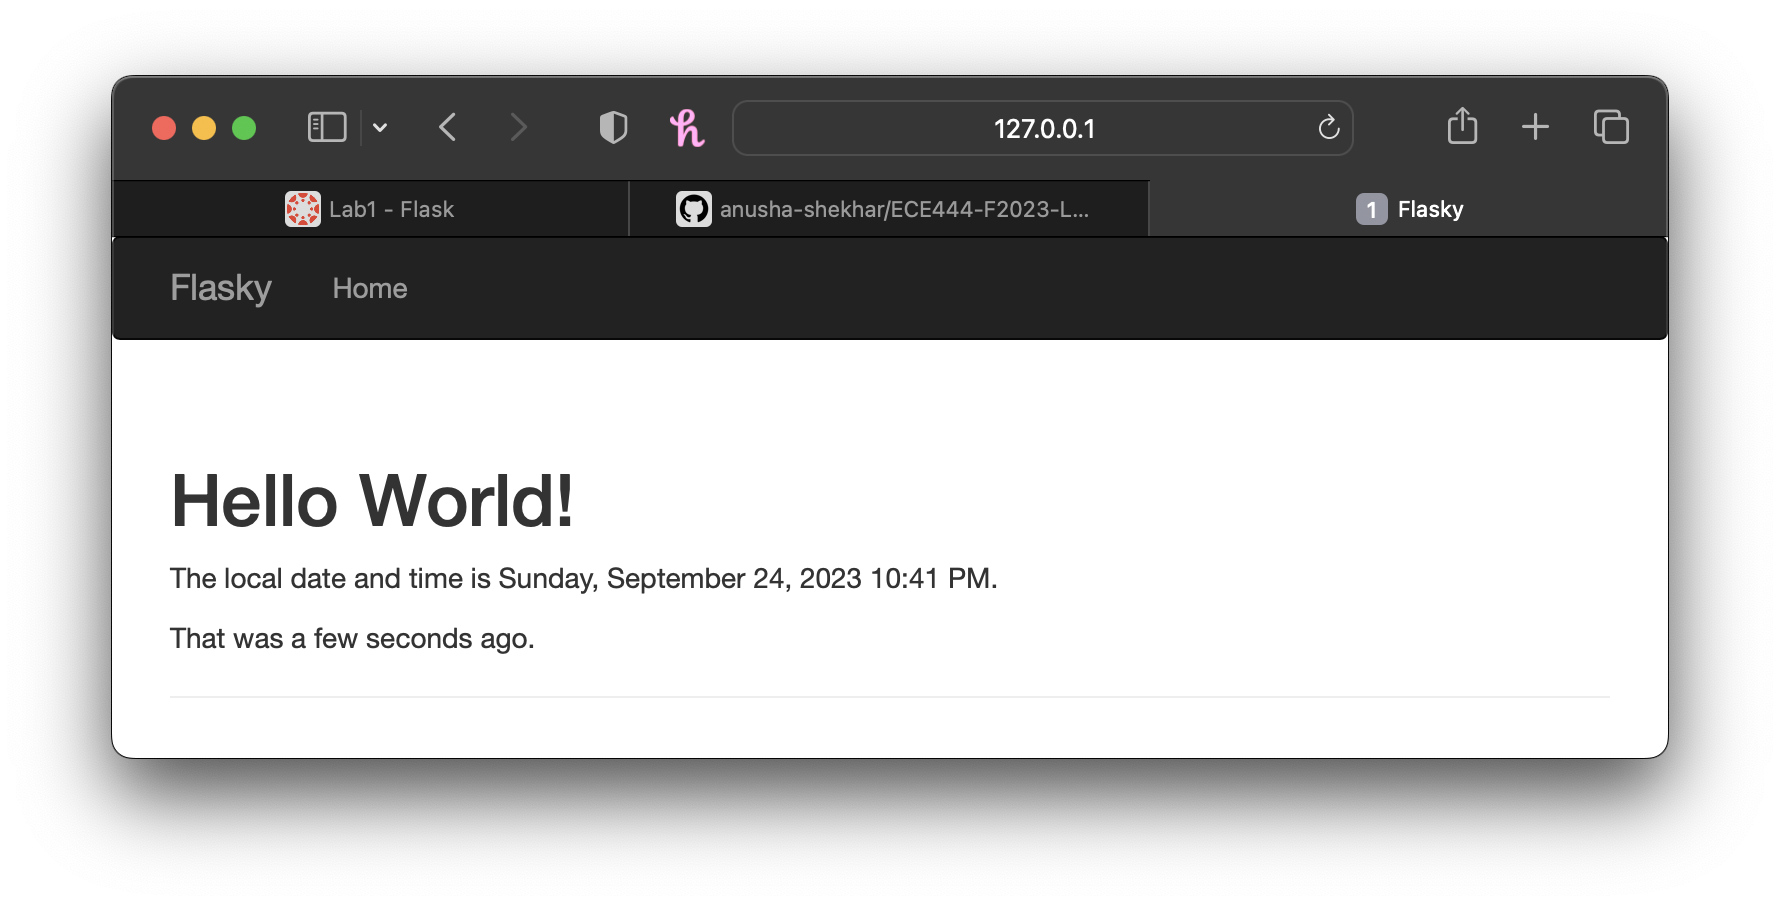 127.0.0.1
Lab1 - Flask
anusha-shekhar/ECE444-F2023-L...
1 Flasky
Flasky Home
Hello World!
The local date and time is Sunday, September 24, 2023 10:41 PM.
That was a few seconds ago.